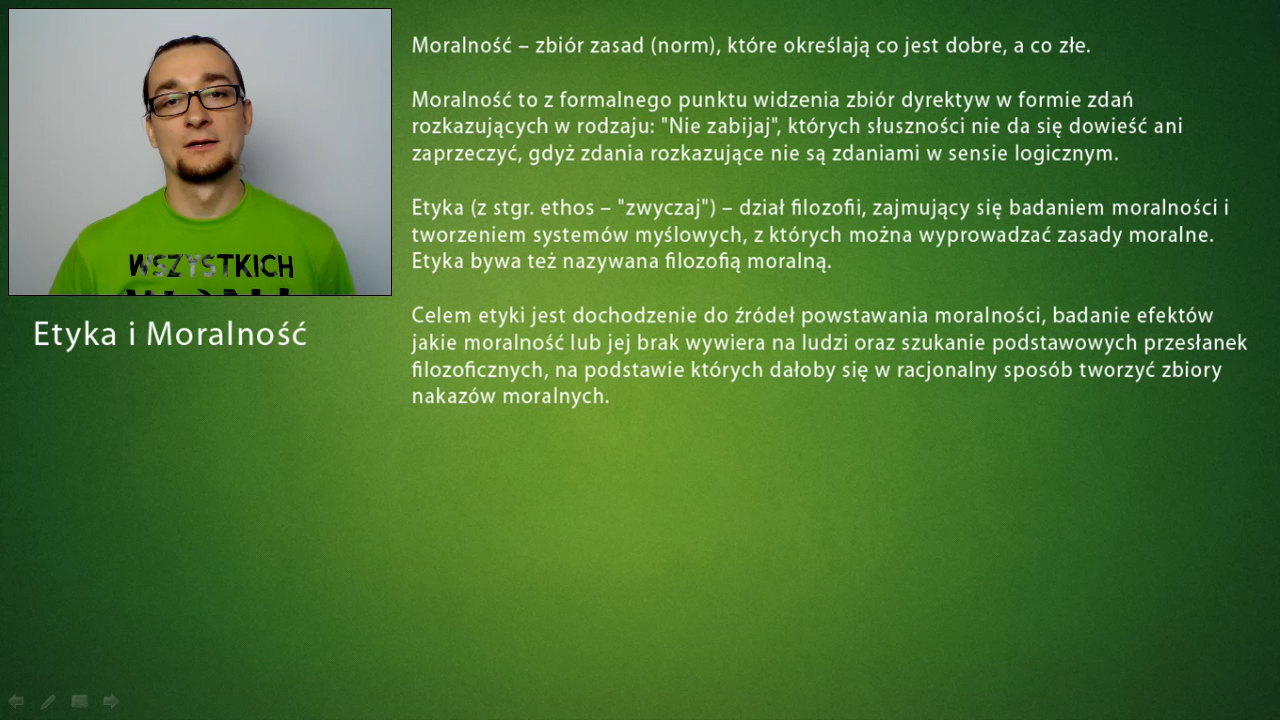 WSZYSTKICH
Etyka i Moralność
Moralność – zbiór zasad (norm), które określają co jest dobre, a co złe.
Moralność to z formalnego punktu widzenia zbiór dyrektyw w formie zdań
rozkazujących w rodzaju: "Nie zabijaj", których słuszności nie da się dowieść ani
zaprzeczyć, gdyż zdania rozkazujące nie są zdaniami w sensie logicznym.
Etyka (z stgr. ethos – "zwyczaj") – dział filozofii, zajmujący się badaniem moralności i
tworzeniem systemów myślowych, z których można wyprowadzać zasady moralne.
Etyka bywa też nazywana filozofią moralną.
Celem etyki jest dochodzenie do źródeł powstawania moralności, badanie efektów
jakie moralność lub jej brak wywiera na ludzi oraz szukanie podstawowych przesłanek
filozoficznych, na podstawie których dałoby się w racjonalny sposób tworzyć zbiory
nakazów moralnych.